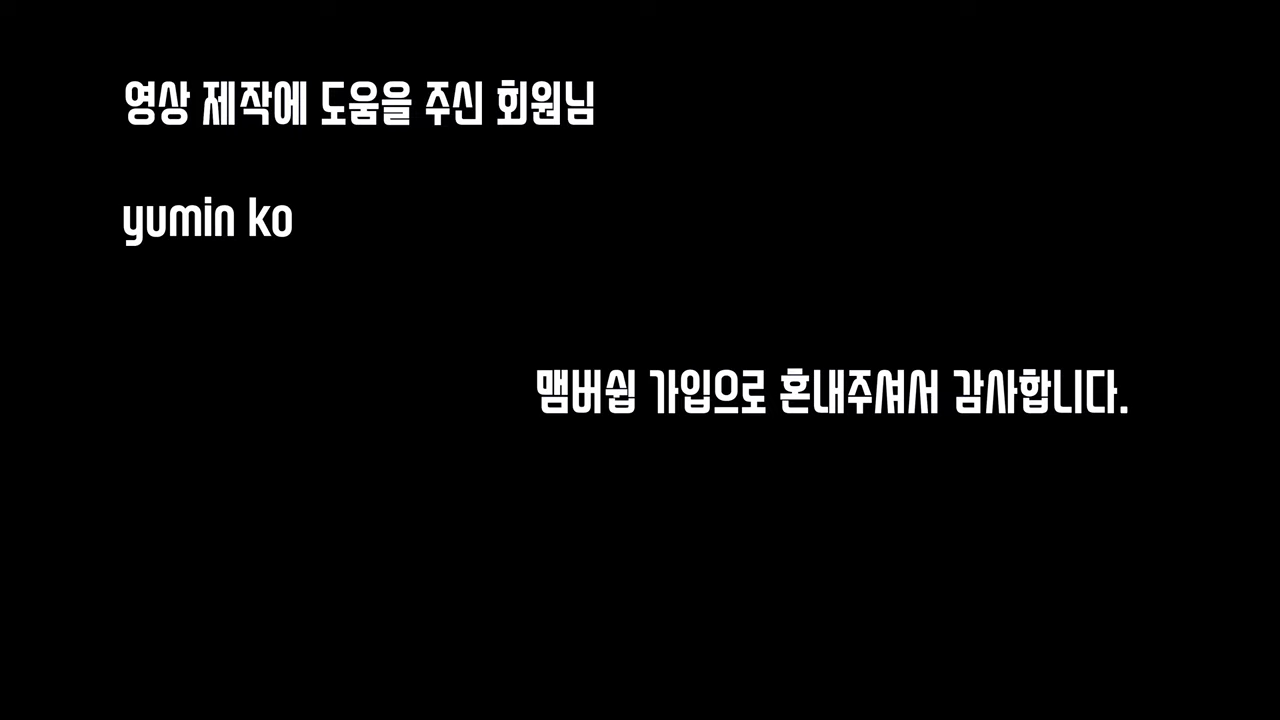 영상 제작에 도움을 주신 회원님
yumin ko
맴버쉽 가입으로 혼내주셔서 감사합니다.